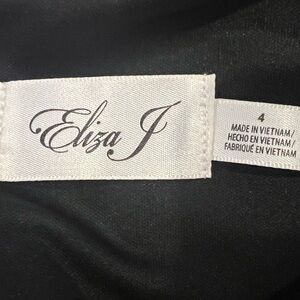 Eliza J
4
MADE IN VIETNAM/
HECHO EN VIETNAM/
FABRIQUÉ EN VIETNAM